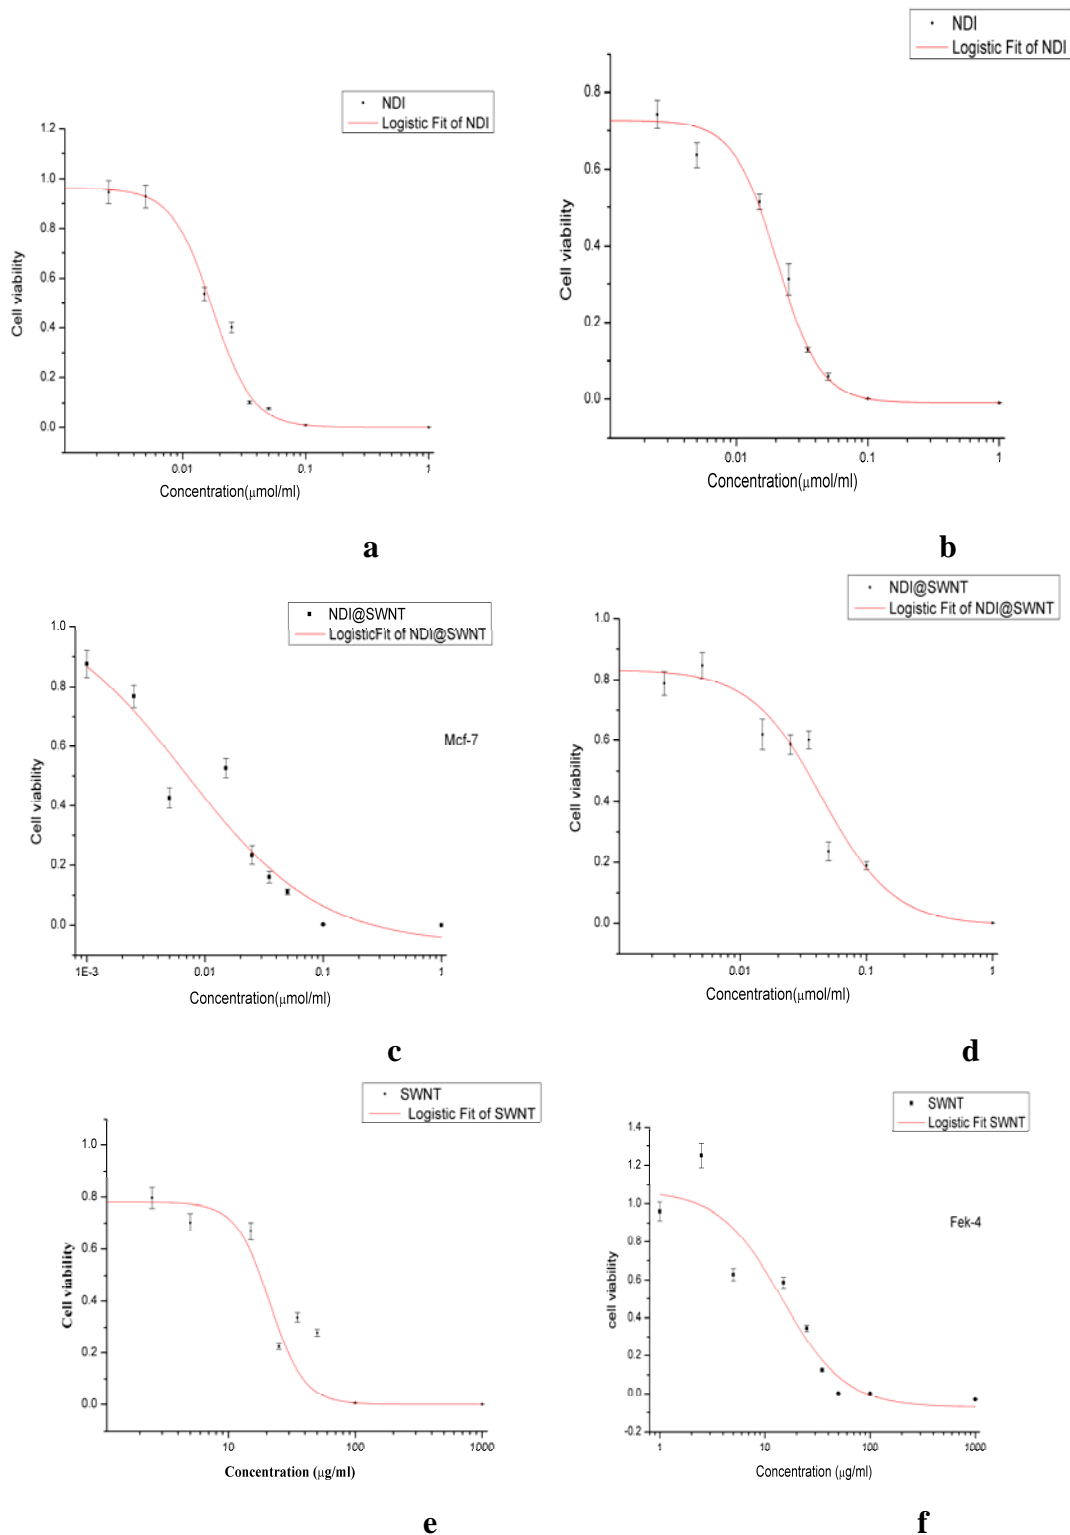 NDI
Logistic Fit of NDI
1.2
1.0
0.8
0.6
0.4
0.2
0.0
Cell viability
0.01
0.1
1
Concentration(μmol/ml)
a
NDI
Logistic Fit of NDI
0.8
0.6
0.4
0.2
0.0
Cell viability
0.01
0.1
1
Concentration(μmol/ml)
b
NDI@SWNT
LogisticFit of NDI@SWNT
Mcf-7
1.0
0.8
0.6
0.4
0.2
0.0
Cell viability
1E-3
0.01
0.1
1
Concentration(μmol/ml)
c
NDI@SWNT
Logistic Fit of NDI@SWNT
1.0
0.8
0.6
0.4
0.2
0.0
Cell viability
0.01
0.1
1
Concentration(μmol/ml)
d
SWNT
Logistic Fit of SWNT
1.0
0.8
0.6
0.4
0.2
0.0
Cell viability
10
100
1000
Concentration (μg/ml)
e
SWNT
Logistic Fit SWNT
Fek-4
1.4
1.2
1.0
0.8
0.6
0.4
0.2
0.0
-0.2
cell viability
1
10
100
1000
Concentration (μg/ml)
f